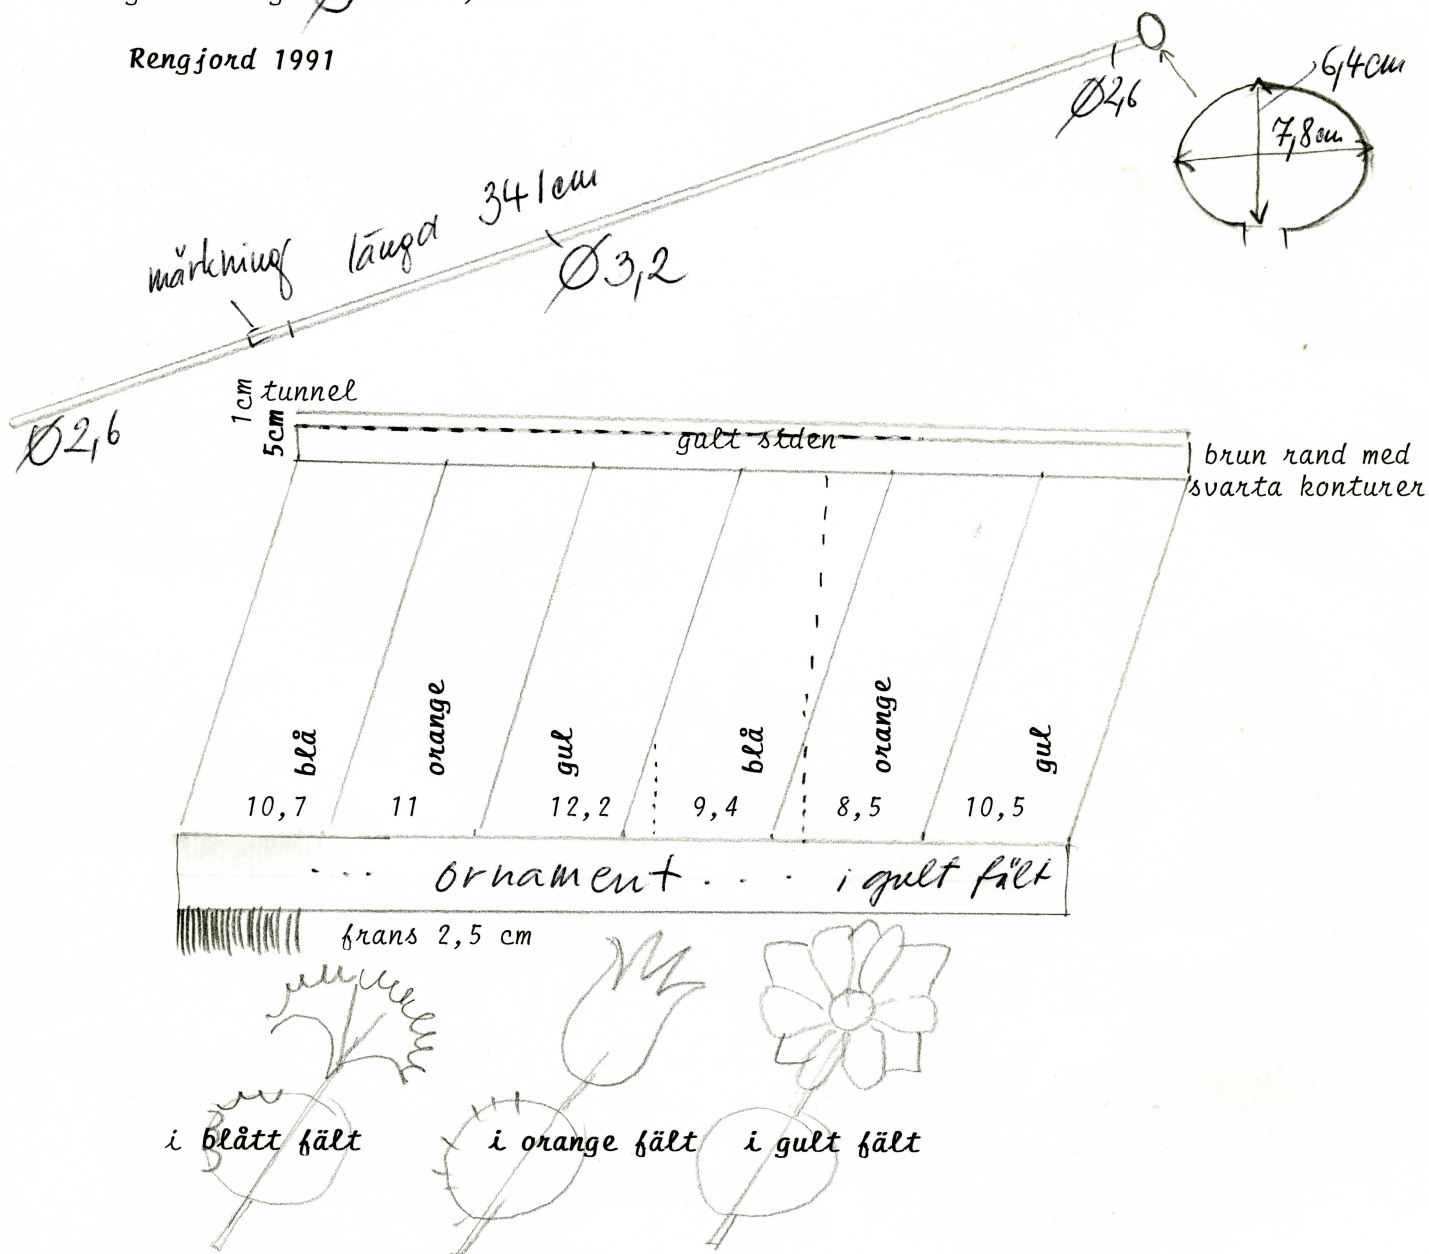 Rengjord 1991
6,4cm
Ø2,6
7,8cm
märkning längd 341cm
Ø3,2
Ø2,6
1cm tunnel
5cm
gult siden
brun rand med
svarta konturer
blå orange gul blå orange gul
10,7 11 12,2 9,4 8,5 10,5
... ornament . . . i gult fält
frans 2,5 cm
i blått fält i orange fält i gult fält